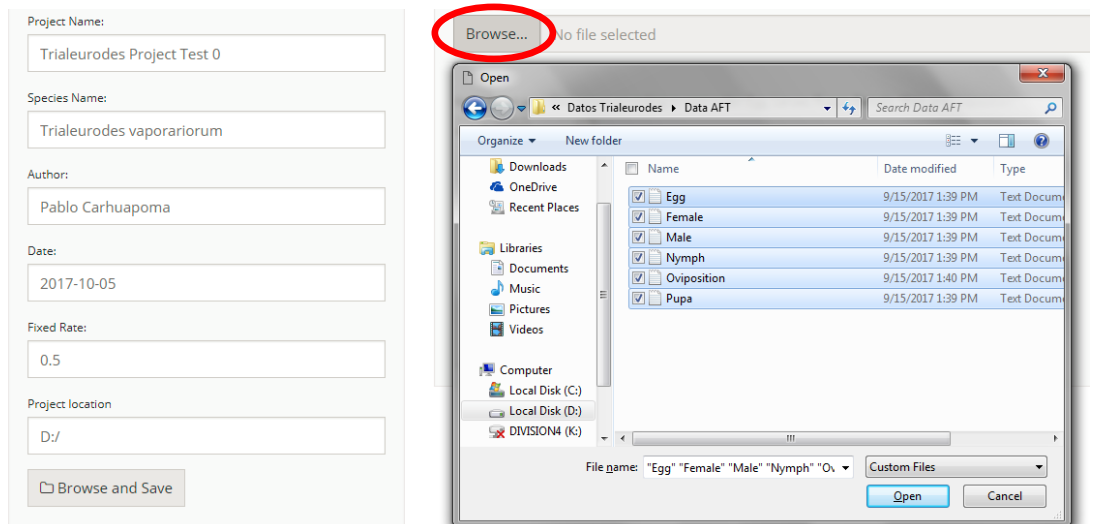 Project Name:
Trialeurodes Project Test 0
Species Name:
Trialeurodes vaporariorum
Author:
Pablo Carhuapoma
Date:
2017-10-05
Fixed Rate:
0.5
Project location
D:/
Browse and Save
Browse... No file selected
Open
« Datos Trialeurodes Data AFT Search Data AFT
Organize New folder
Downloads
OneDrive
Recent Places
Libraries
Documents
Music
Pictures
Videos
Computer
Local Disk (C:)
Local Disk (D:)
DIVISION4 (K:)
Name Date modified Type
Egg 9/15/2017 1:39 PM Text Docum
Female 9/15/2017 1:39 PM Text Docum
Male 9/15/2017 1:39 PM Text Docum
Nymph 9/15/2017 1:39 PM Text Docum
Oviposition 9/15/2017 1:40 PM Text Docum
Pupa 9/15/2017 1:39 PM Text Docum
File name: "Egg" "Female" "Male" "Nymph" "Ov Custom Files
Open Cancel